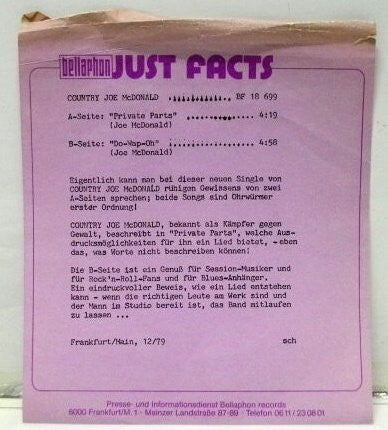 bellaphon JUST FACTS
COUNTRY JOE McDONALD ............. BF 18 699
A-Seite: "Private Parts" ............. 4:19
(Joe McDonald)
B-Seite: "Do-Wap-Oh" ............. 4:58
(Joe McDonald)
Eigentlich kann man bei dieser neuen Single von
COUNTRY JOE McDONALD ruhigen Gewissens von zwei
A-Seiten sprechen; beide Songs sind Ohrwürmer
erster Ordnung!
COUNTRY JOE McDONALD, bekannt als Kämpfer gegen
Gewalt, beschreibt in "Private Parts", welche Aus-
drucksmöglichkeiten für ihn ein Lied bietet, - eben
das, was Worte nicht beschreiben können!
Die B-Seite ist ein Genuß für Session-Musiker und
für Rock'n-Roll-Fans und für Blues-Anhänger.
Ein eindruckvoller Beweis, wie ein Lied entstehen
kann - wenn die richtigen Leute am Werk sind und
der Mann im Studio bereit ist, das Band mitlaufen
zu lassen ...
Frankfurt/Main, 12/79 sch
Presse- und Informationsdienst Bellaphon records
6000 Frankfurt/M. 1 · Mainzer Landstraße 87-89 · Telefon 06 11 / 23 08 01